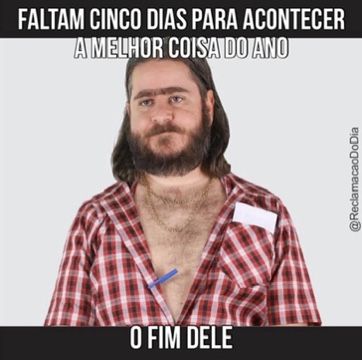 FALTAM CINCO DIAS PARA ACONTECER
A MELHOR COISA DO ANO
@ReclamacaoDoDia
O FIM DELE